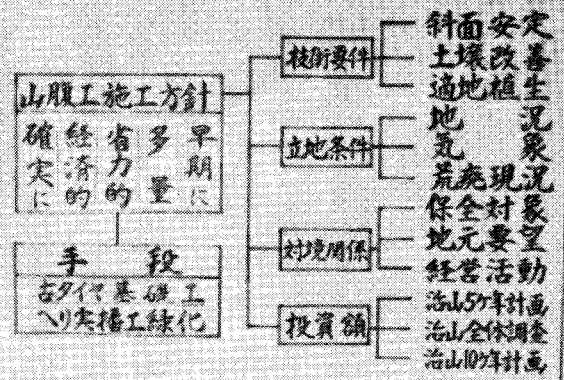 山腹工施工方針
早期に
多量
省力的
経済的
確実に
手段
古タイヤ基礎工
ヘリ実播工緑化
技術要件
斜面安定
土壌改善
適地植生
立地条件
地況
気象
荒廃現況
対境関係
保全対象
地元要望
経営活動
投資額
治山5ケ年計画
治山全体調査
治山10ケ年計画